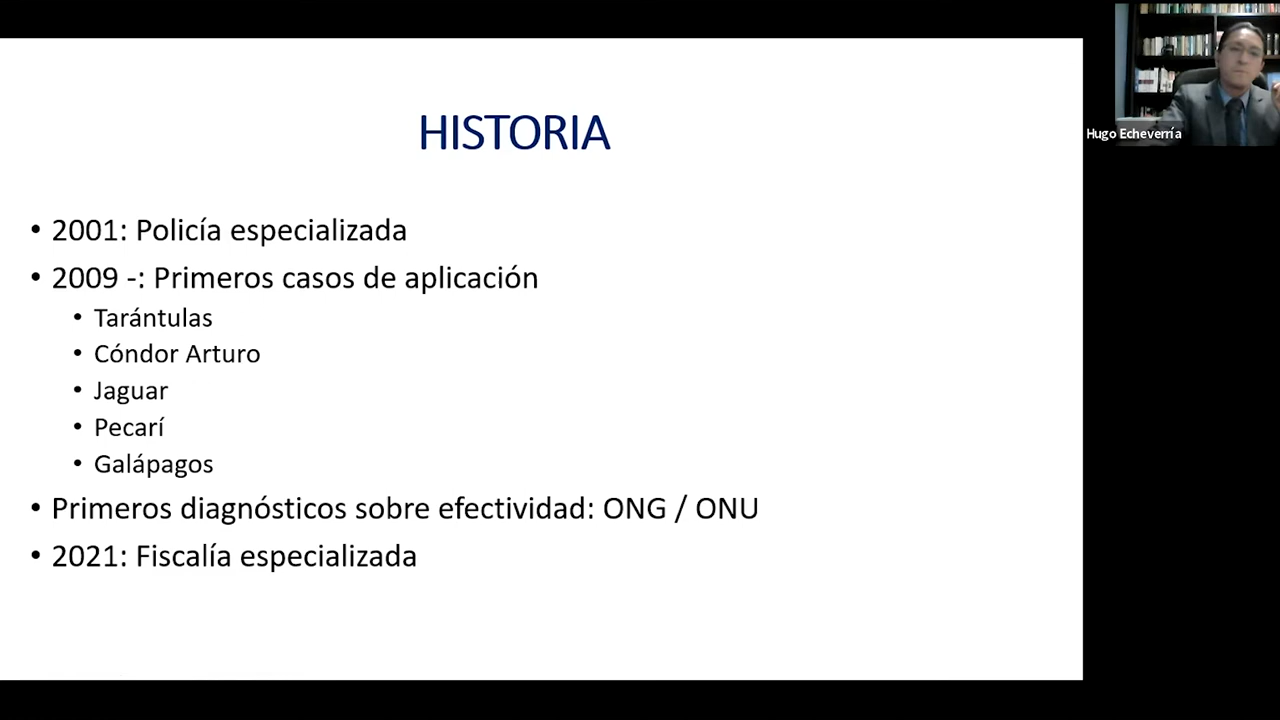 HISTORIA
Hugo Echeverría
• 2001: Policía especializada
• 2009 -: Primeros casos de aplicación
• Tarántulas
• Cóndor Arturo
• Jaguar
• Pecarí
• Galápagos
• Primeros diagnósticos sobre efectividad: ONG / ONU
• 2021: Fiscalía especializada